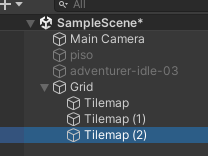 All
SampleScene*
Main Camera
piso
adventurer-idle-03
Grid
Tilemap
Tilemap (1)
Tilemap (2)